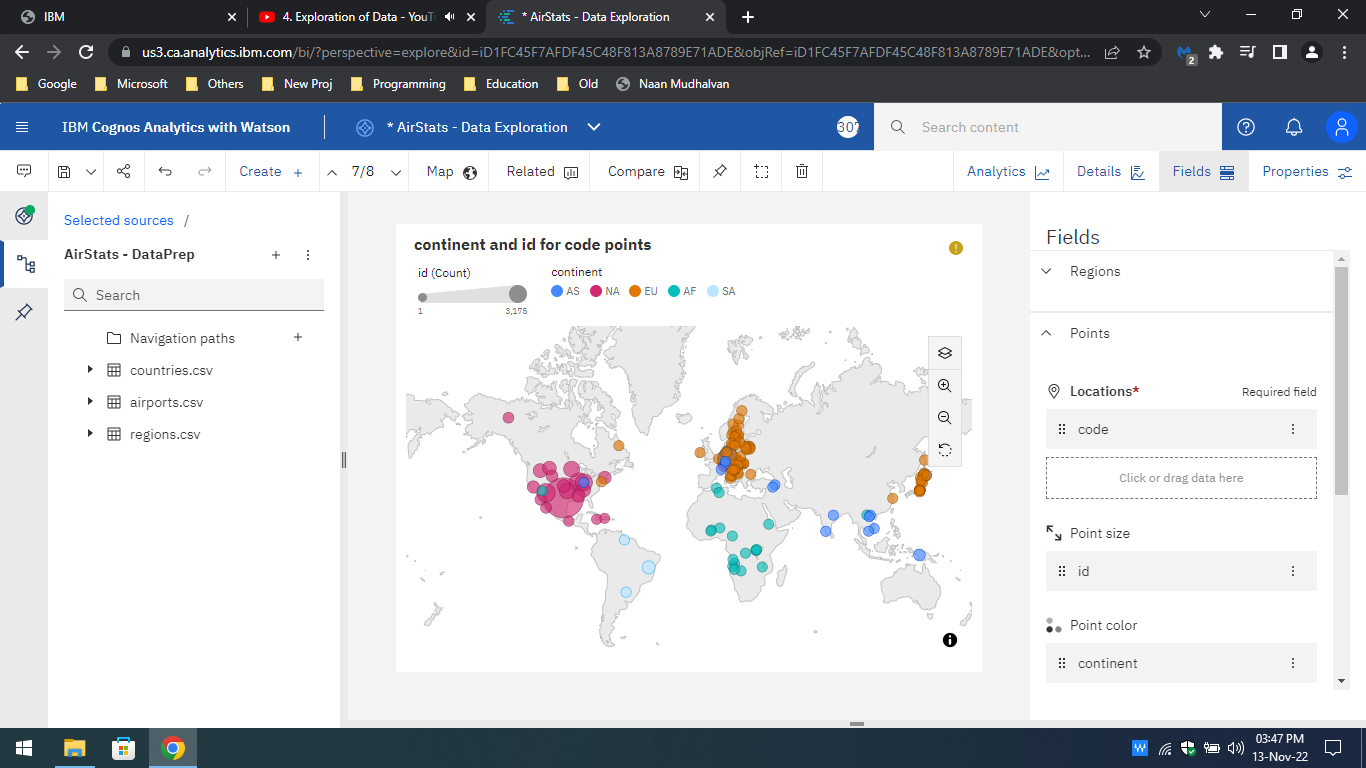 IBM
4. Exploration of Data - YouT
* AirStats - Data Exploration
us3.ca.analytics.ibm.com/bi/?perspective=explore&id=iD1FC45F7AFDF45C48F813A8789E71ADE&objRef=iD1FC45F7AFDF45C48F813A8789E71ADE&opt...
2
Google Microsoft Others New Proj Programming Education Old Naan Mudhalvan
IBM Cognos Analytics with Watson
* AirStats - Data Exploration
307
Search content
Create + 7/8 Map Related Compare
Analytics Details Fields Properties
Selected sources /
AirStats - DataPrep
Search
Navigation paths
countries.csv
airports.csv
regions.csv
continent and id for code points
id (Count)
1 3,175
continent
AS NA EU AF SA
Fields
Regions
Points
Locations* Required field
code
Click or drag data here
Point size
id
Point color
continent
03:47 PM
13-Nov-22